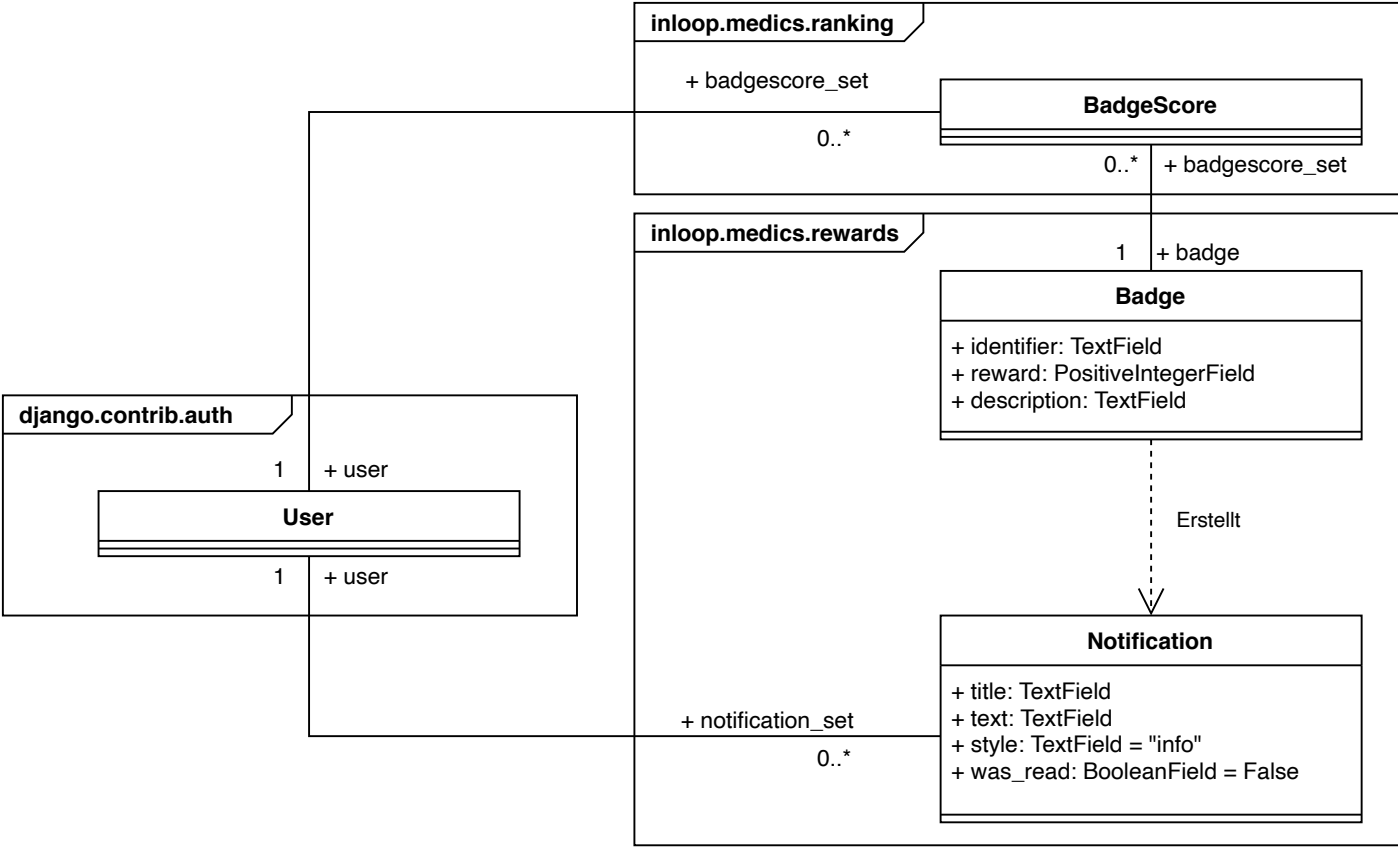 inloop.medics.ranking
+ badgescore_set
0..*
BadgeScore
0..*
+ badgescore_set
inloop.medics.rewards
1
+ badge
Badge
+ identifier: TextField
+ reward: PositiveIntegerField
+ description: TextField
django.contrib.auth
1
+ user
User
1
+ user
Erstellt
Notification
+ title: TextField
+ text: TextField
+ style: TextField = "info"
+ was_read: BooleanField = False
+ notification_set
0..*